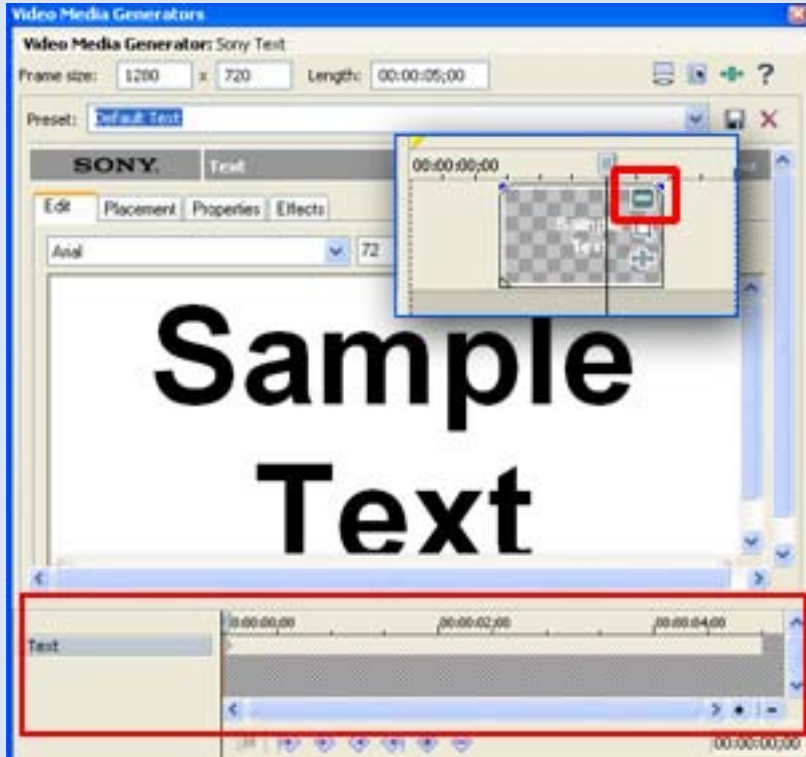 Video Media Generators
Video Media Generator: Sony Text
Frame size: 1280 x 720 Length: 00:00:05;00 ?
Preset: Default Text
SONY. Text
00:00:00;00
Sample
Text
Edit Placement Properties Effects
Arial 72
Sample
Text
00:00:00;00 00:00:02;00 00:00:04;00
Text
00:00:00;00